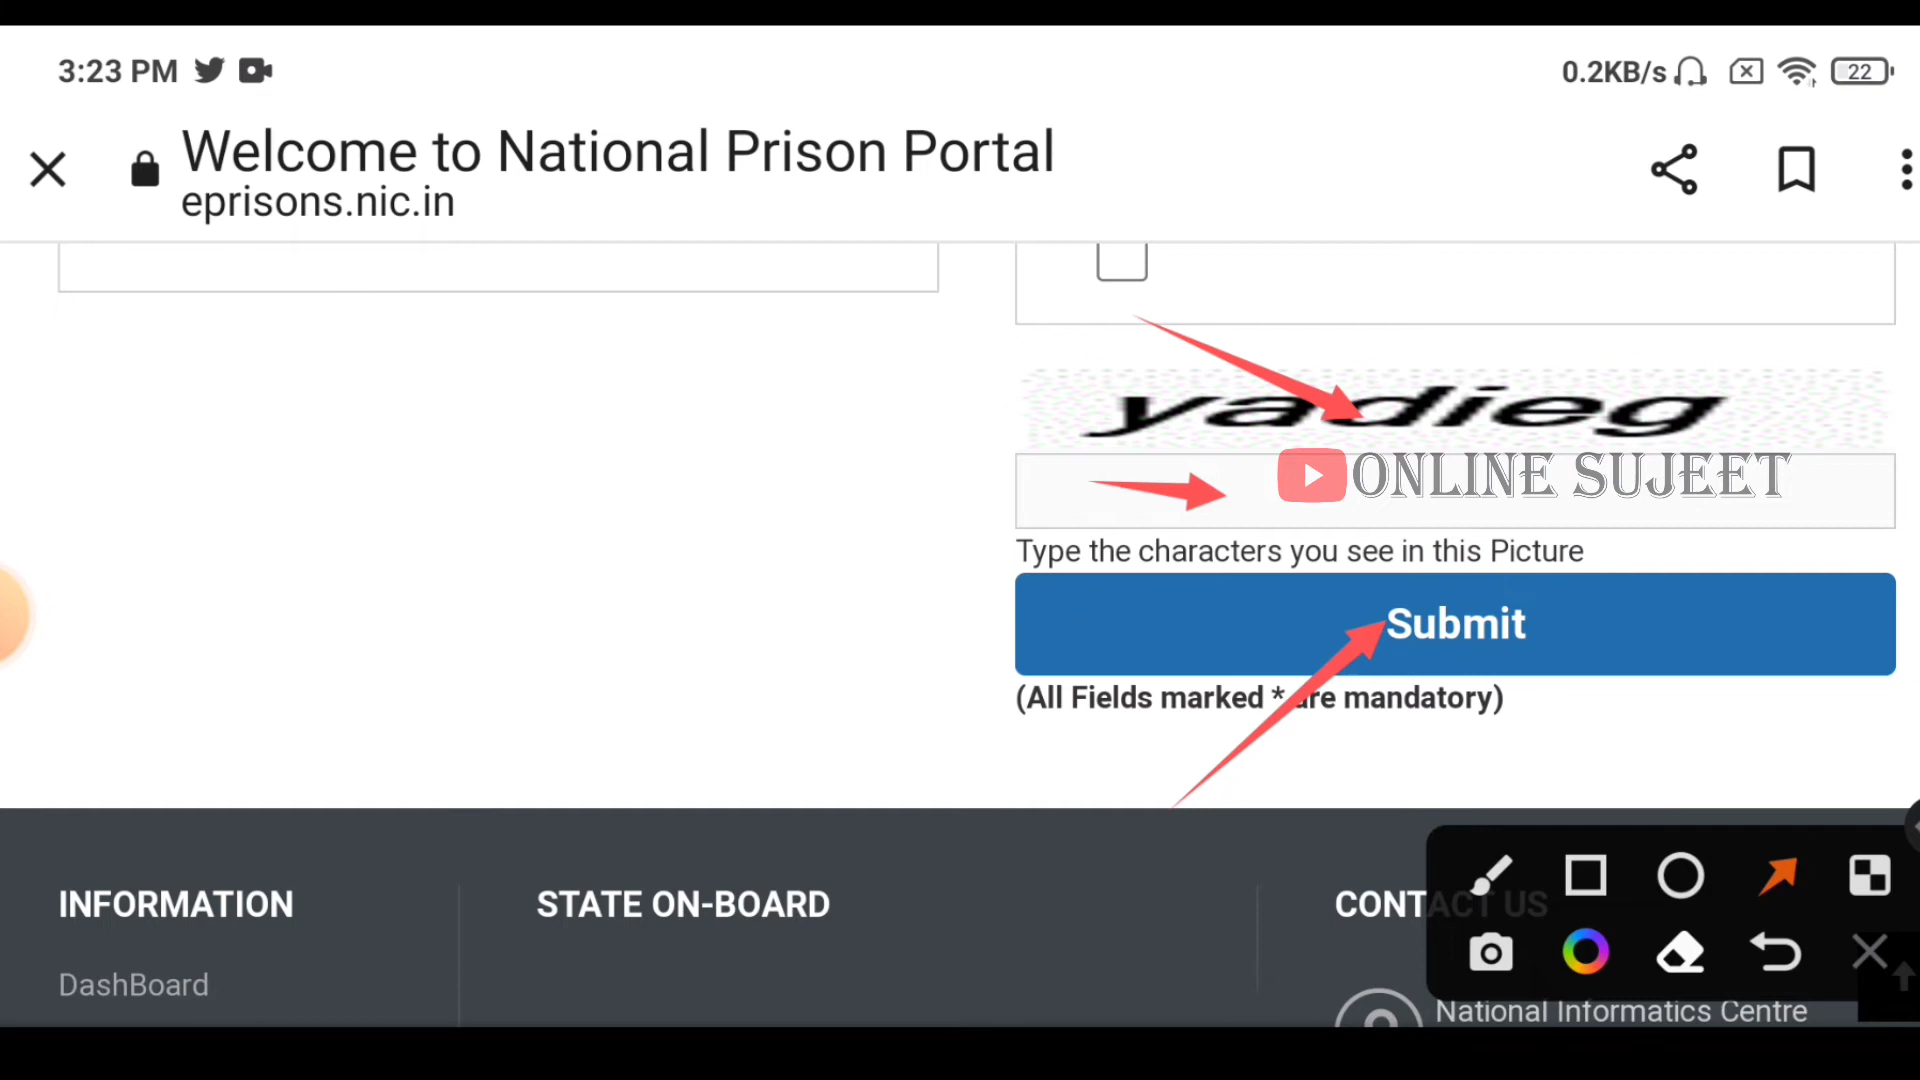 3:23 PM
0.2KB/s
22
Welcome to National Prison Portal
eprisons.nic.in
yadieg
ONLINE SUJEET
Type the characters you see in this Picture
Submit
(All Fields marked * are mandatory)
INFORMATION
STATE ON-BOARD
CONTACT US
DashBoard
National Informatics Centre